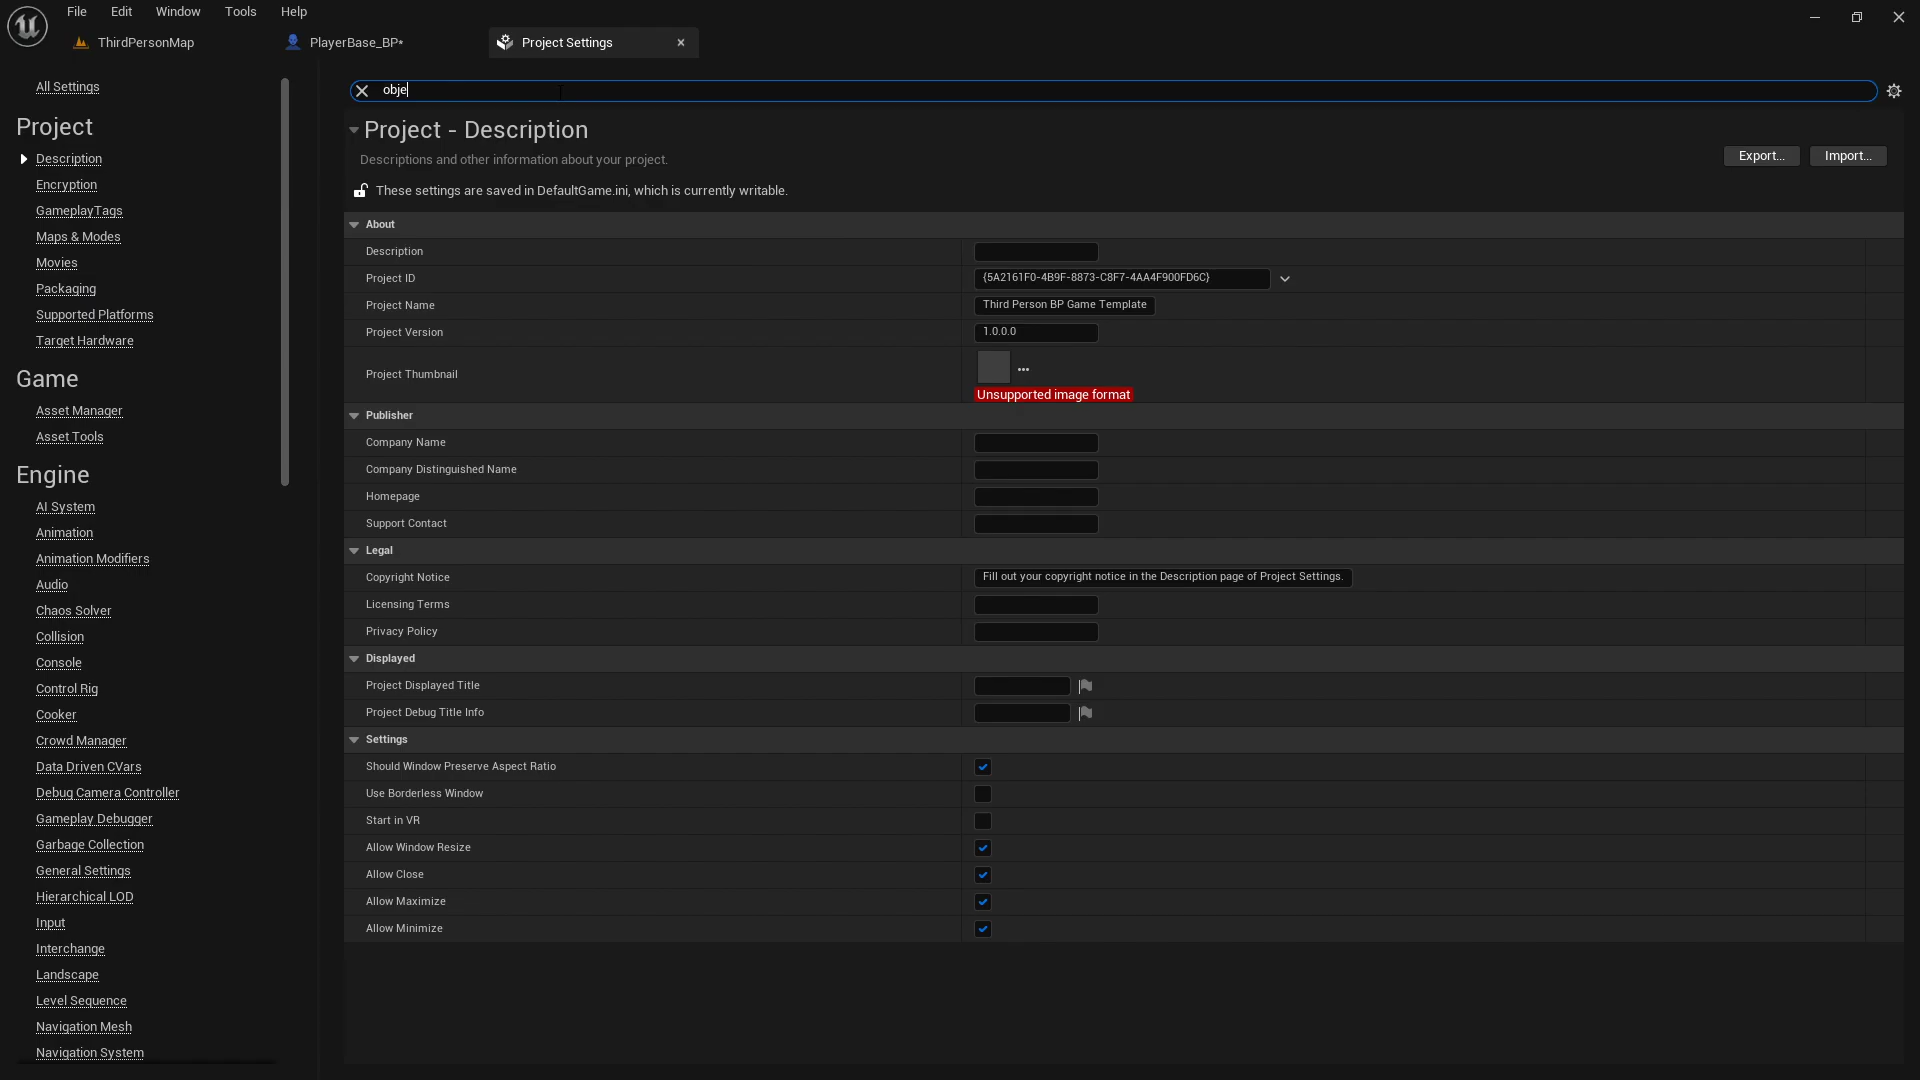 File Edit Window Tools Help
ThirdPersonMap PlayerBase_BP* Project Settings
obje
All Settings
Project
Description
Encryption
GameplayTags
Maps & Modes
Movies
Packaging
Supported Platforms
Target Hardware
Game
Asset Manager
Asset Tools
Engine
AI System
Animation
Animation Modifiers
Audio
Chaos Solver
Collision
Console
Control Rig
Cooker
Crowd Manager
Data Driven CVars
Debug Camera Controller
Gameplay Debugger
Garbage Collection
General Settings
Hierarchical LOD
Input
Interchange
Landscape
Level Sequence
Navigation Mesh
Navigation System
Project - Description
Descriptions and other information about your project.
Export... Import...
These settings are saved in DefaultGame.ini, which is currently writable.
About
Description
Project ID {5A2161F0-4B9F-8873-C8F7-4AA4F900FD6C}
Project Name Third Person BP Game Template
Project Version 1.0.0.0
Project Thumbnail
Unsupported image format
Publisher
Company Name
Company Distinguished Name
Homepage
Support Contact
Legal
Copyright Notice Fill out your copyright notice in the Description page of Project Settings.
Licensing Terms
Privacy Policy
Displayed
Project Displayed Title
Project Debug Title Info
Settings
Should Window Preserve Aspect Ratio
Use Borderless Window
Start in VR
Allow Window Resize
Allow Close
Allow Maximize
Allow Minimize